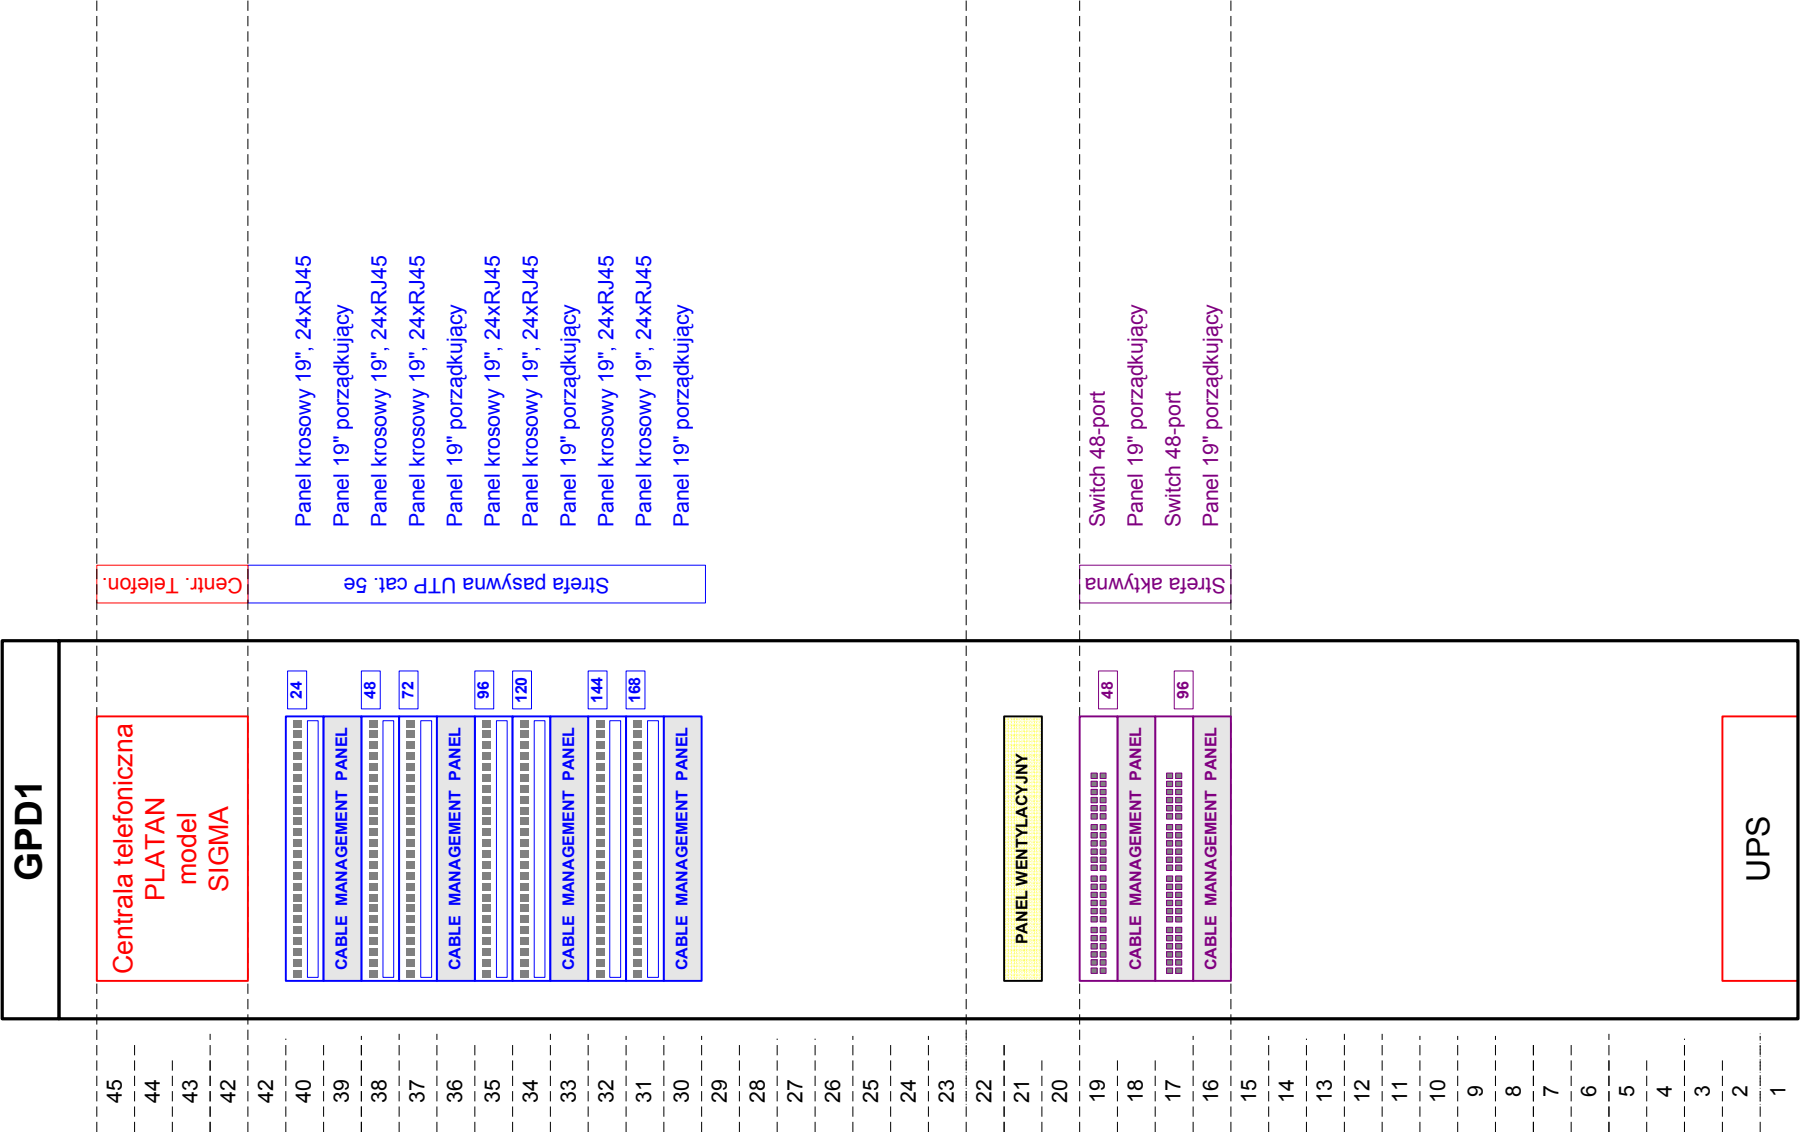 GPD1
Centrala telefoniczna
PLATAN
model
SIGMA
Centr. Telefon.
Strefa pasywna UTP cat. 5e
24
CABLE MANAGEMENT PANEL
48
72
CABLE MANAGEMENT PANEL
96
120
CABLE MANAGEMENT PANEL
144
168
CABLE MANAGEMENT PANEL
Panel krosowy 19", 24xRJ45
Panel 19" porządkujący
Panel krosowy 19", 24xRJ45
Panel krosowy 19", 24xRJ45
Panel 19" porządkujący
Panel krosowy 19", 24xRJ45
Panel krosowy 19", 24xRJ45
Panel 19" porządkujący
Panel krosowy 19", 24xRJ45
Panel krosowy 19", 24xRJ45
Panel 19" porządkujący
PANEL WENTYLACYJNY
Strefa aktywna
48
CABLE MANAGEMENT PANEL
96
CABLE MANAGEMENT PANEL
Switch 48-port
Panel 19" porządkujący
Switch 48-port
Panel 19" porządkujący
UPS
45
44
43
42
42
40
39
38
37
36
35
34
33
32
31
30
29
28
27
26
25
24
23
22
21
20
19
18
17
16
15
14
13
12
11
10
9
8
7
6
5
4
3
2
1